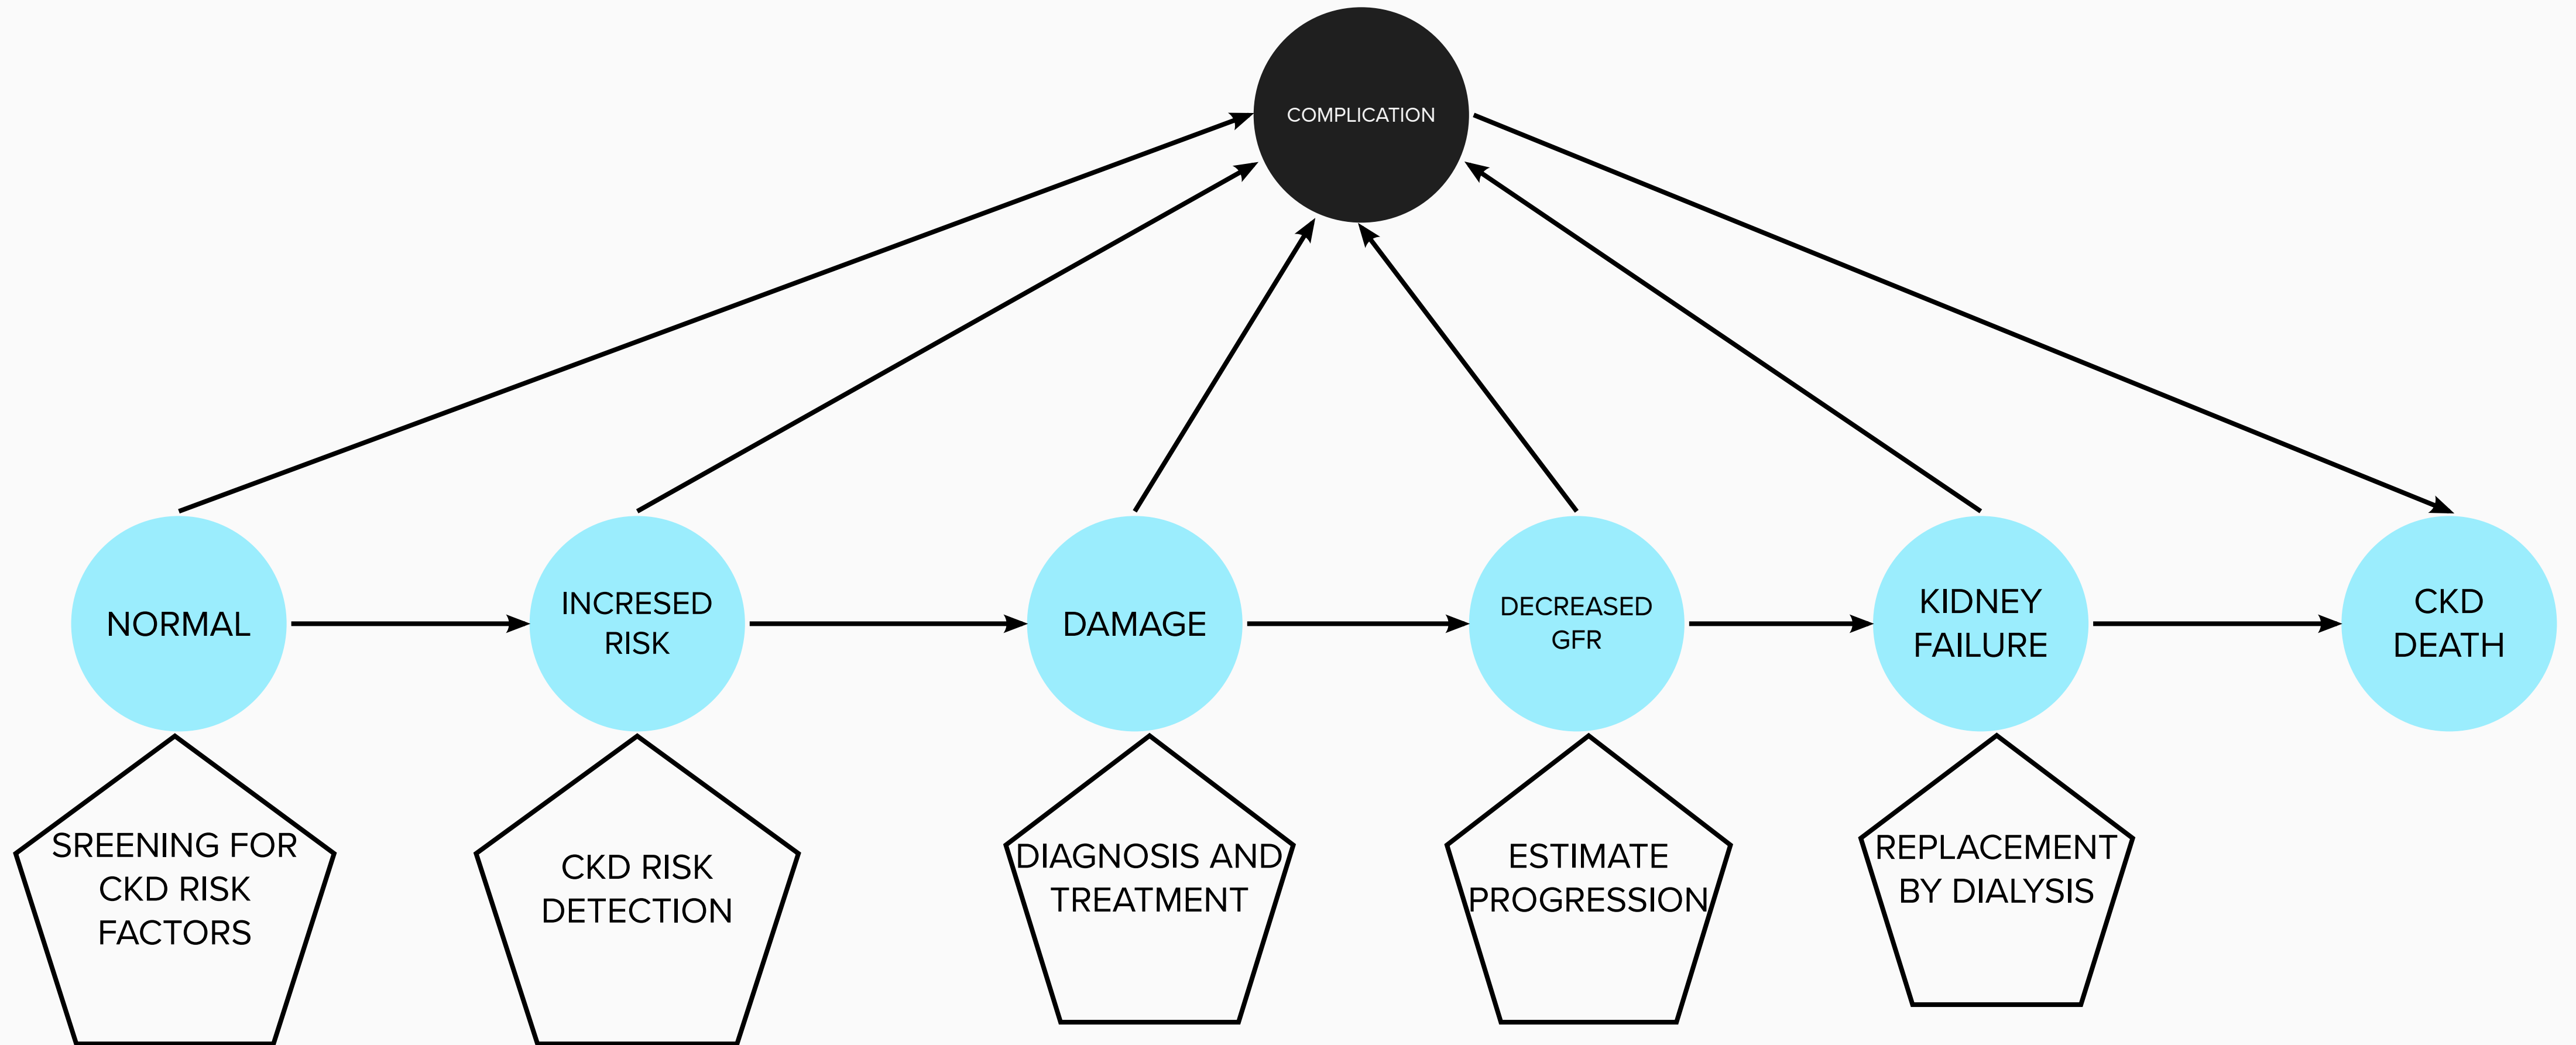 COMPLICATION
NORMAL
INCRESED
RISK
DAMAGE
DECREASED
GFR
KIDNEY
FAILURE
CKD
DEATH
SREENING FOR
CKD RISK
FACTORS
CKD RISK
DETECTION
DIAGNOSIS AND
TREATMENT
ESTIMATE
PROGRESSION
REPLACEMENT
BY DIALYSIS